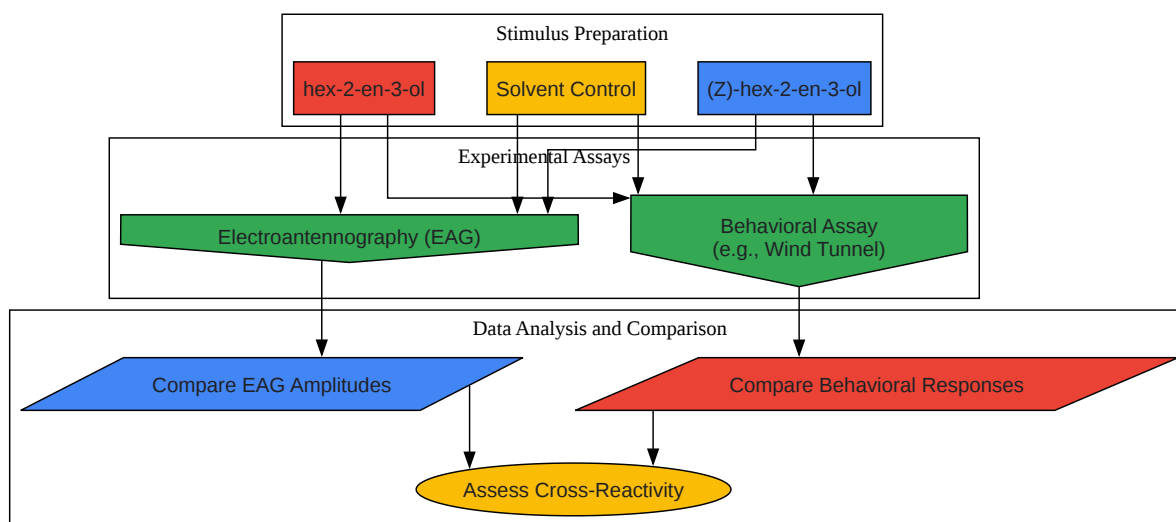 Stimulus Preparation
hex-2-en-3-ol
Solvent Control
(Z)-hex-2-en-3-ol
Experimental Assays
Electroantennography (EAG)
Behavioral Assay
(e.g., Wind Tunnel)
Data Analysis and Comparison
Compare EAG Amplitudes
Compare Behavioral Responses
Assess Cross-Reactivity